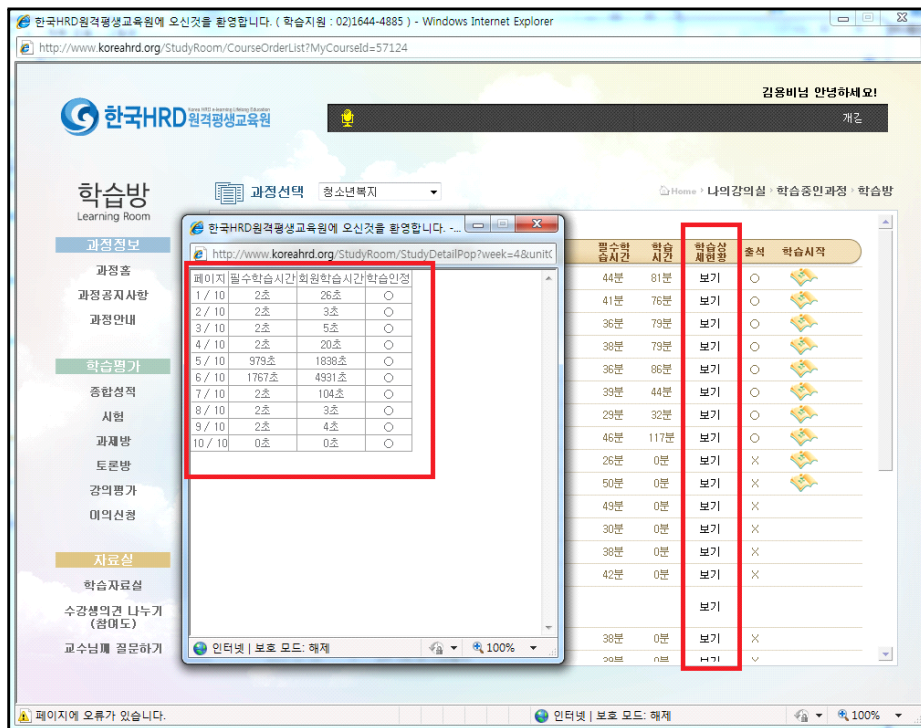 한국HRD원격평생교육원에 오신것을 환영합니다. ( 학습지원 : 02)1644-4885 ) - Windows Internet Explorer
http://www.koreahrd.org/StudyRoom/CourseOrderList?MyCourseId=57124
김용비님 안녕하세요!
한국HRD 원격평생교육원
Korea HRD e-learning Lifelong Education
학습방
Learning Room
과정선택 청소년복지
Home 나의강의실 학습중인과정 학습방
과정정보
과정홈
과정공지사항
과정안내
학습평가
종합성적
시험
과제방
토론방
강의평가
이의신청
자료실
학습자료실
수강생의견 나누기
(참여도)
교수님께 질문하기
한국HRD원격평생교육원에 오신것을 환영합니다. -...
http://www.koreahrd.org/StudyRoom/StudyDetailPop?week=4&unit(
페이지 필수학습시간 회원학습시간 학습인정
1 / 10 2초 26초 ○
2 / 10 2초 3초 ○
3 / 10 2초 5초 ○
4 / 10 2초 20초 ○
5 / 10 979초 1838초 ○
6 / 10 1767초 4931초 ○
7 / 10 2초 104초 ○
8 / 10 2초 3초 ○
9 / 10 2초 4초 ○
10 / 10 0초 0초 ○
인터넷 | 보호 모드: 해제 100%
필수학습시간 학습시간 학습상세현황 출석 학습시작
44분 81분 보기 ○
41분 76분 보기 ○
36분 79분 보기 ○
38분 79분 보기 ○
36분 86분 보기 ○
39분 44분 보기 ○
29분 32분 보기 ○
46분 117분 보기 ○
26분 0분 보기 X
50분 0분 보기 X
49분 0분 보기 X
30분 0분 보기 X
38분 0분 보기 X
42분 0분 보기 X
보기
38분 0분 보기 X
페이지에 오류가 있습니다.
인터넷 | 보호 모드: 해제 100%